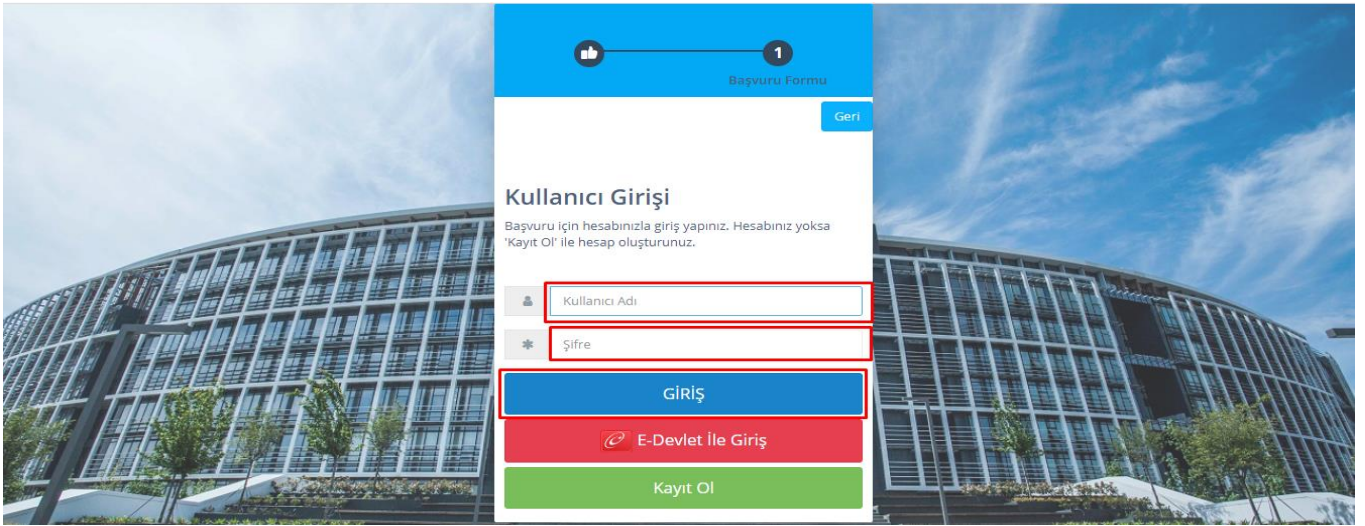 1
Başvuru Formu
Geri
Kullanıcı Girişi
Başvuru için hesabınızla giriş yapınız. Hesabınız yoksa
'Kayıt Ol' ile hesap oluşturunuz.
Kullanıcı Adı
Şifre
GİRİŞ
E-Devlet İle Giriş
Kayıt Ol